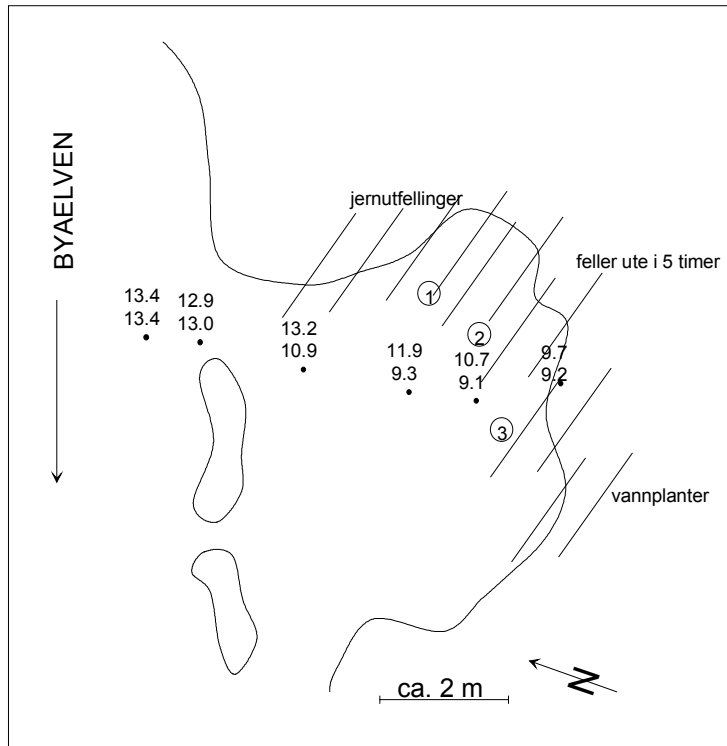 BYAELVEN
jernutfellinger
feller ute i 5 timer
1
13.4
13.4
12.9
13.0
13.2
10.9
2
11.9
9.3
10.7
9.1
9.7
9.2
3
vannplanter
ca. 2 m
N